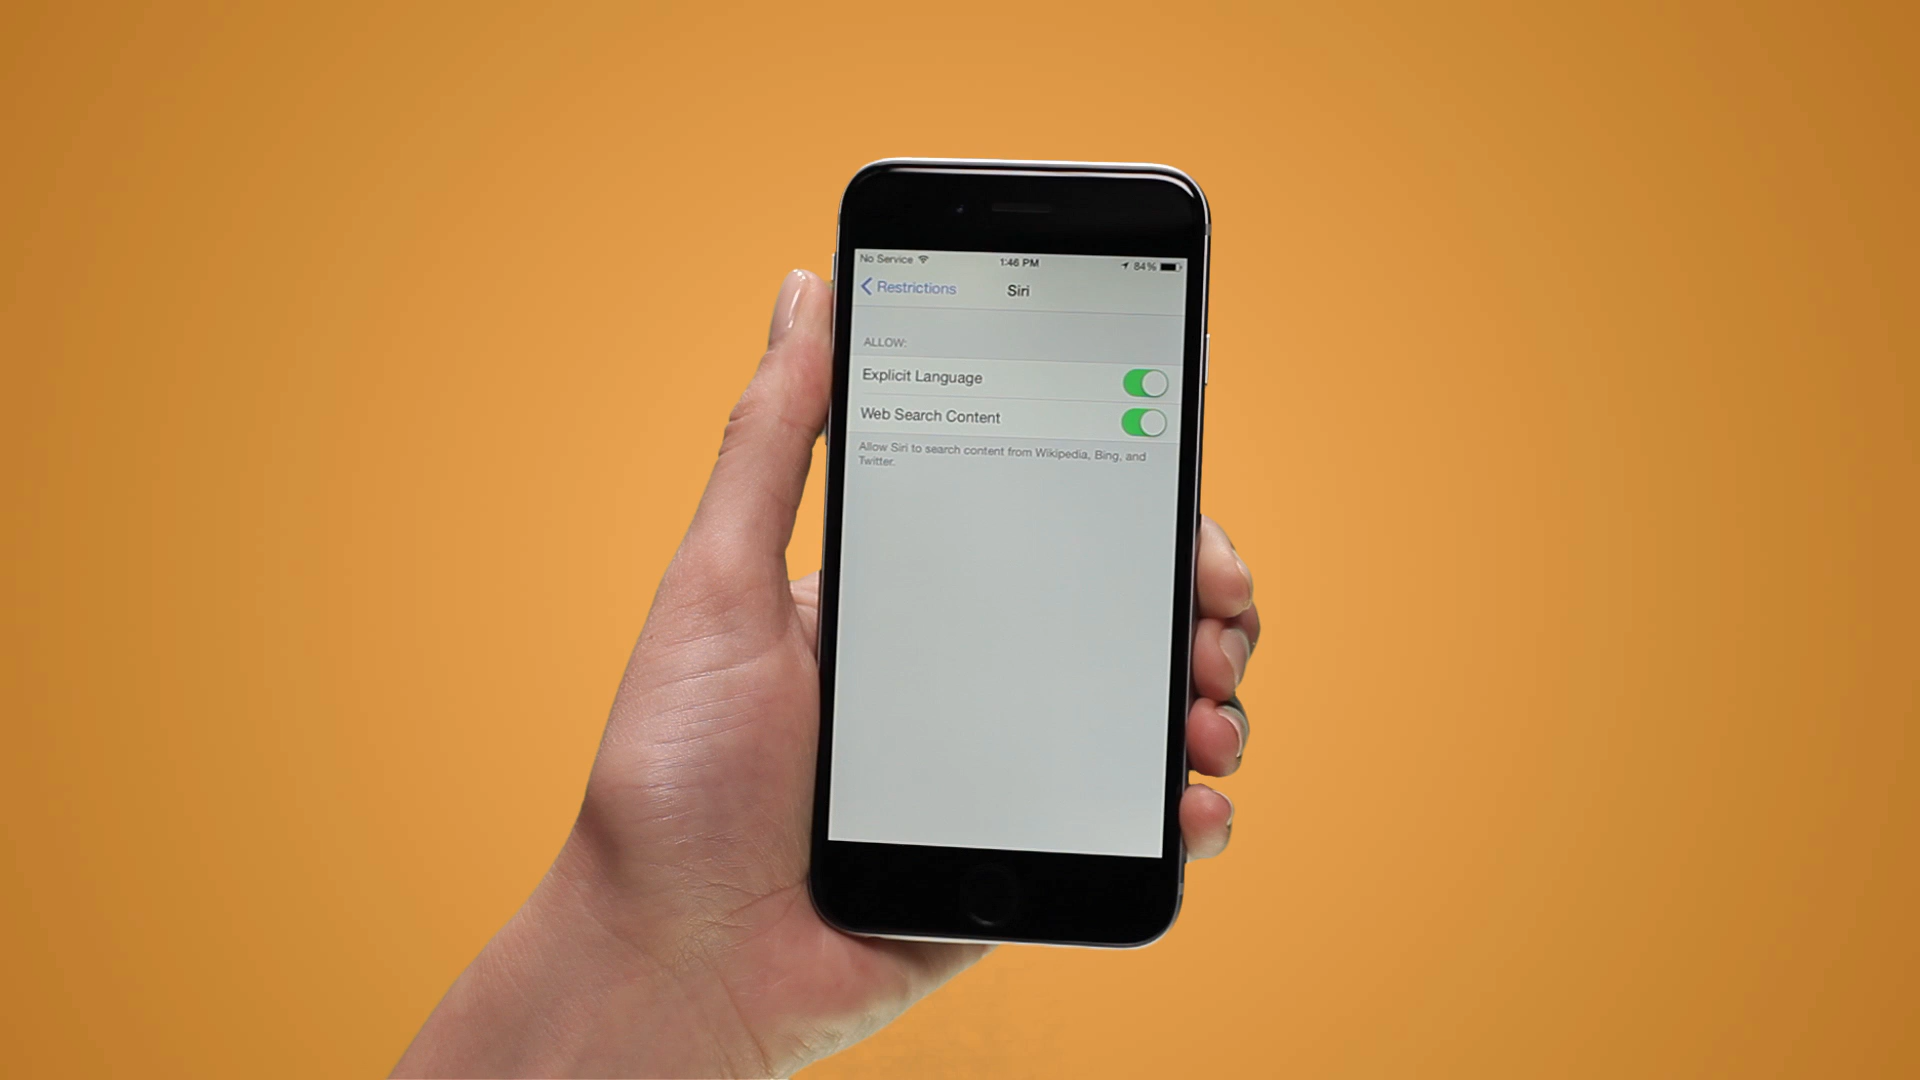 No Service 1:46 PM 84%
Restrictions Siri
ALLOW:
Explicit Language
Web Search Content
Allow Siri to search content from Wikipedia, Bing, and
Twitter.